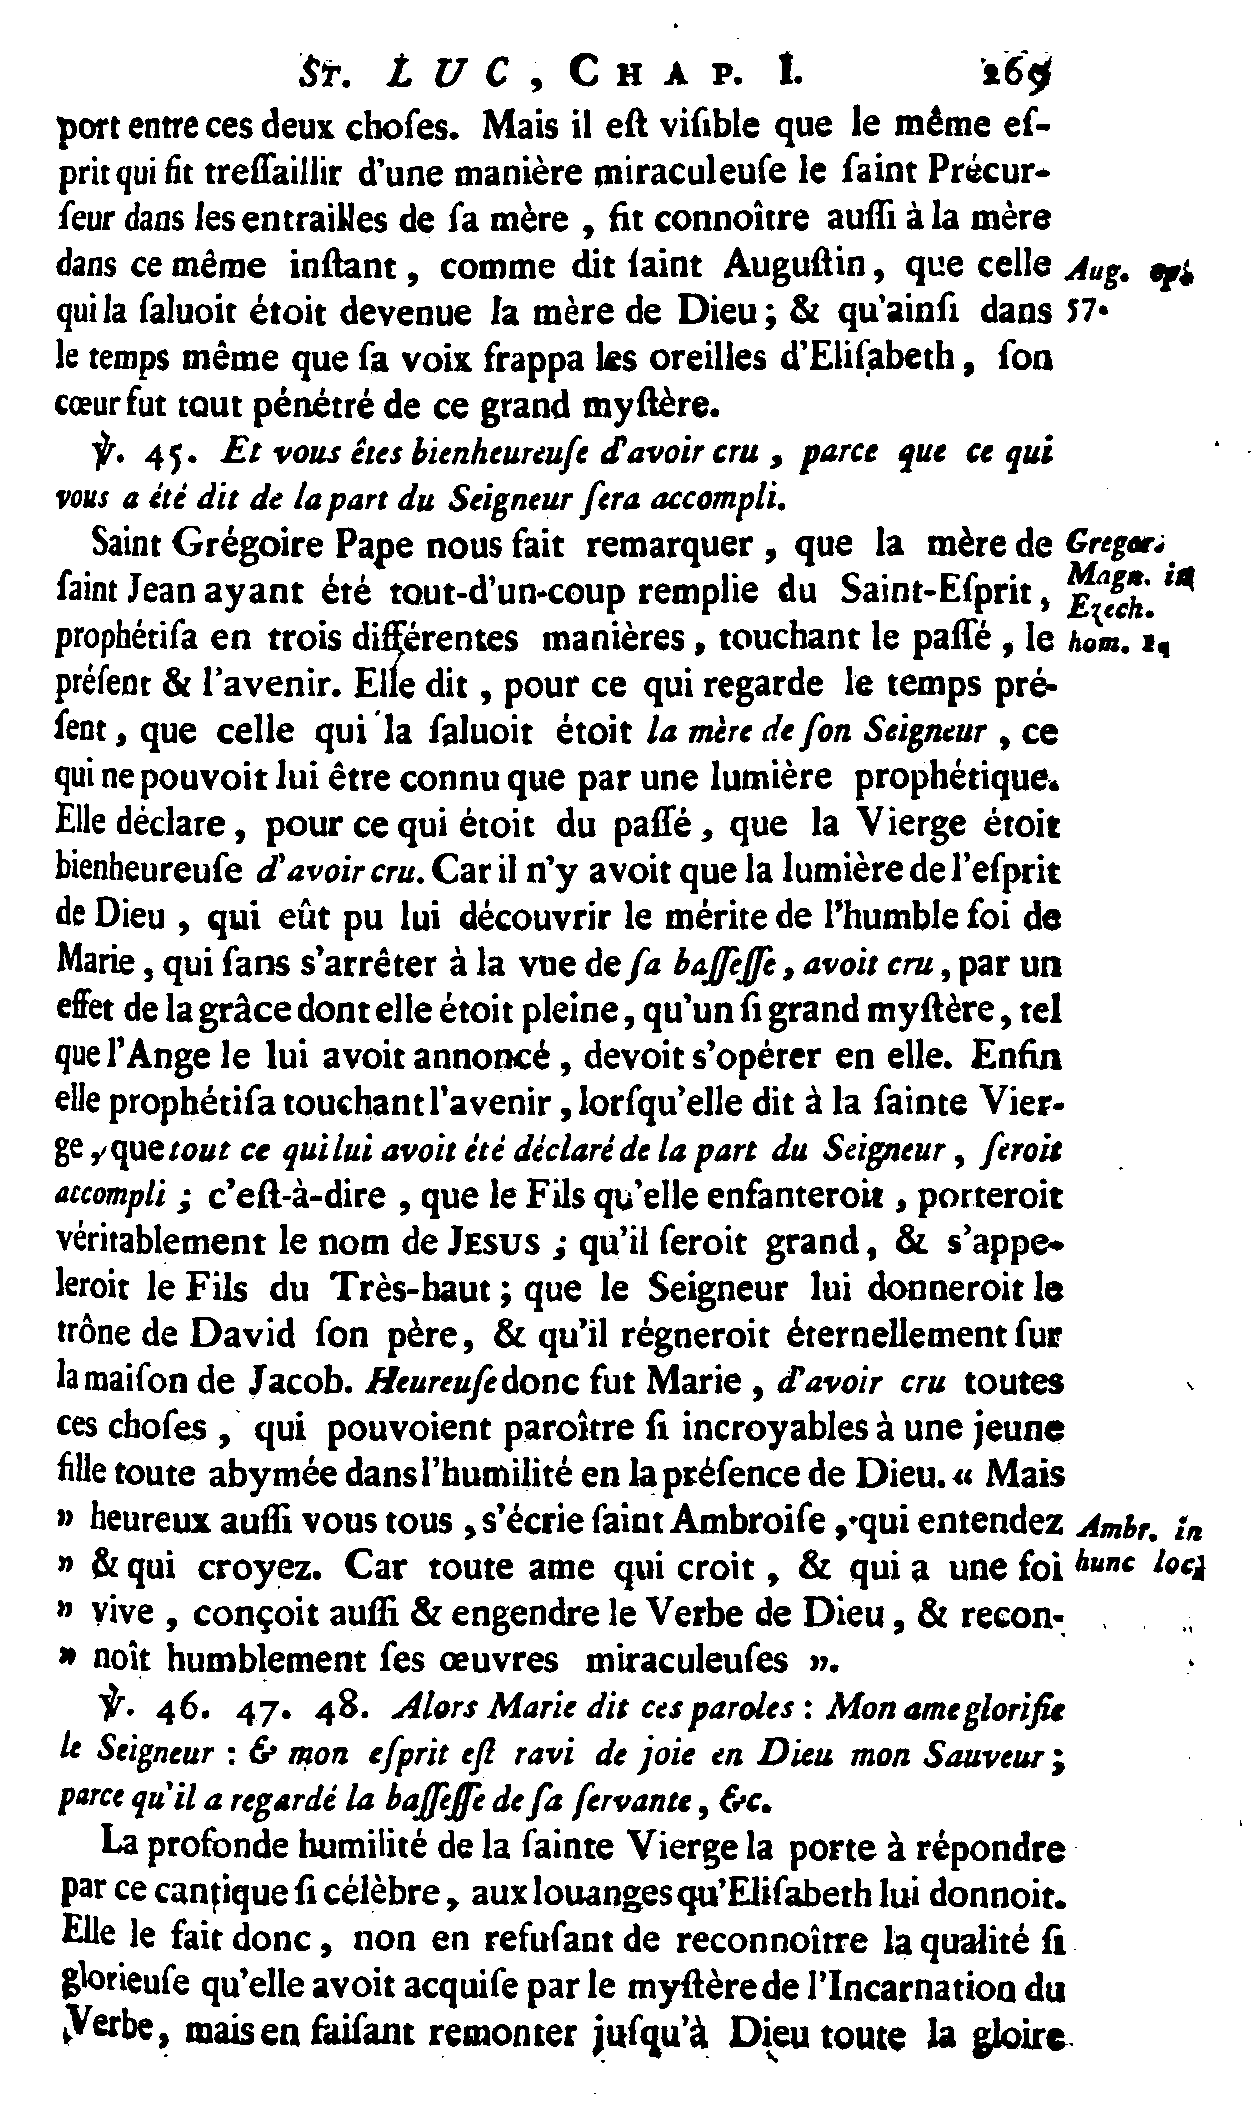 ST. LUC, CHAP. I. 269
port entre ces deux choſes. Mais il eſt viſible que le même eſ-
prit qui fit treſſaillir d'une manière miraculeuſe le ſaint Précur-
ſeur dans les entrailles de ſa mère, fit connoître auſſi à la mère
dans ce même inſtant, comme dit ſaint Auguſtin, que celle
Aug. ep.
qui la ſaluoit étoit devenue la mère de Dieu; & qu'ainſi dans
57.
le temps même que ſa voix frappa les oreilles d'Eliſabeth, ſon
cœur fut tout pénétré de ce grand myſtère.
℣. 45. Et vous êtes bienheureuſe d'avoir cru, parce que ce qui
vous a été dit de la part du Seigneur ſera accompli.
Saint Grégoire Pape nous fait remarquer, que la mère de
Gregor.
ſaint Jean ayant été tout-d'un-coup remplie du Saint-Eſprit,
Magn. in
Ezech.
prophétiſa en trois différentes manières, touchant le paſſé, le
hom. 1.
préſent & l'avenir. Elle dit, pour ce qui regarde le temps pré-
ſent, que celle qui la ſaluoit étoit la mère de ſon Seigneur, ce
qui ne pouvoit lui être connu que par une lumière prophétique.
Elle déclare, pour ce qui étoit du paſſé, que la Vierge étoit
bienheureuſe d'avoir cru. Car il n'y avoit que la lumière de l'eſprit
de Dieu, qui eût pu lui découvrir le mérite de l'humble foi de
Marie, qui ſans s'arrêter à la vue de ſa baſſeſſe, avoit cru, par un
effet de la grâce dont elle étoit pleine, qu'un ſi grand myſtère, tel
que l'Ange le lui avoit annoncé, devoit s'opérer en elle. Enfin
elle prophétiſa touchant l'avenir, lorſqu'elle dit à la ſainte Vier-
ge, que tout ce qui lui avoit été déclaré de la part du Seigneur, ſeroit
accompli; c'eſt-à-dire, que le Fils qu'elle enfanteroit, porteroit
véritablement le nom de JESUS; qu'il ſeroit grand, & s'appe-
leroit le Fils du Très-haut; que le Seigneur lui donneroit le
trône de David ſon père, & qu'il régneroit éternellement ſur
la maiſon de Jacob. Heureuſe donc fut Marie, d'avoir cru toutes
ces choſes, qui pouvoient paroître ſi incroyables à une jeune
fille toute abymée dans l'humilité en la préſence de Dieu. « Mais
» heureux auſſi vous tous, s'écrie ſaint Ambroiſe, qui entendez
Ambr. in
» & qui croyez. Car toute ame qui croit, & qui a une foi
hunc loc.
» vive, conçoit auſſi & engendre le Verbe de Dieu, & recon-
» noît humblement ſes œuvres miraculeuſes ».
℣. 46. 47. 48. Alors Marie dit ces paroles: Mon ame glorifie
le Seigneur: & mon eſprit eſt ravi de joie en Dieu mon Sauveur;
parce qu'il a regardé la baſſeſſe de ſa ſervante, &c.
La profonde humilité de la ſainte Vierge la porte à répondre
par ce cantique ſi célèbre, aux louanges qu'Eliſabeth lui donnoit.
Elle le fait donc, non en refuſant de reconnoître la qualité ſi
glorieuſe qu'elle avoit acquiſe par le myſtère de l'Incarnation du
Verbe, mais en faiſant remonter juſqu'à Dieu toute la gloire